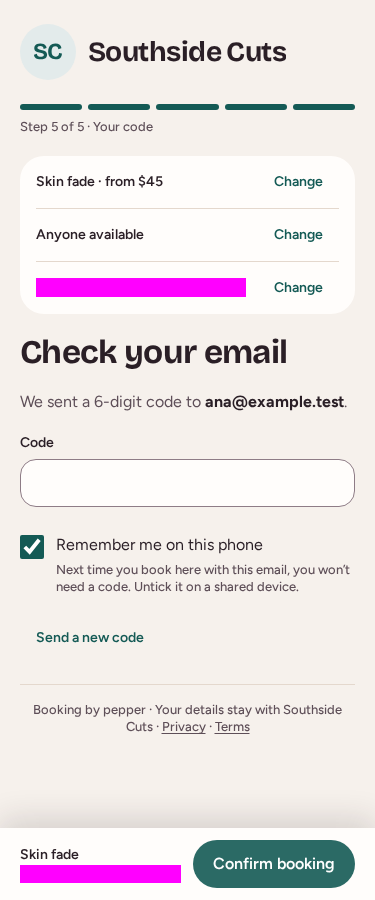 SC
Southside Cuts
Step 5 of 5 · Your code
Skin fade · from $45
Change
Anyone available
Change
Change
Check your email
We sent a 6-digit code to ana@example.test.
Code
Remember me on this phone
Next time you book here with this email, you won’t
need a code. Untick it on a shared device.
Send a new code
Booking by pepper · Your details stay with Southside
Cuts · Privacy · Terms
Skin fade
Confirm booking